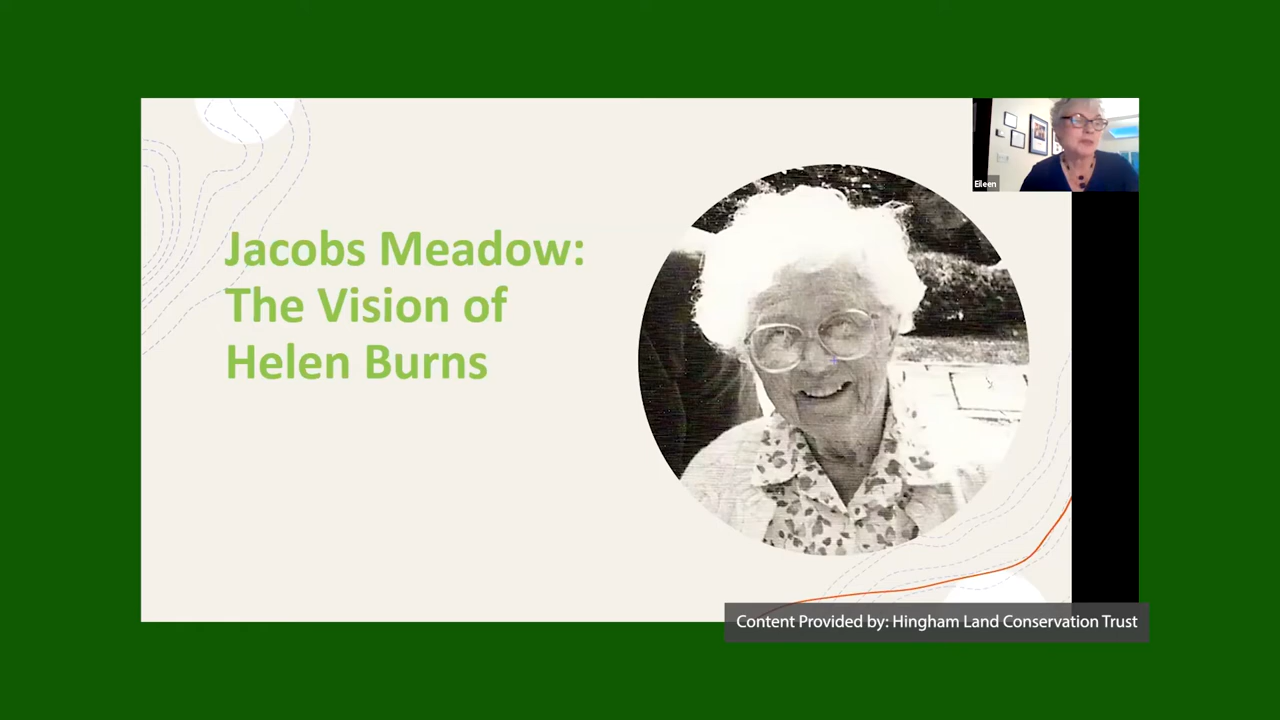 Jacobs Meadow:
The Vision of
Helen Burns
Eileen
Content Provided by: Hingham Land Conservation Trust